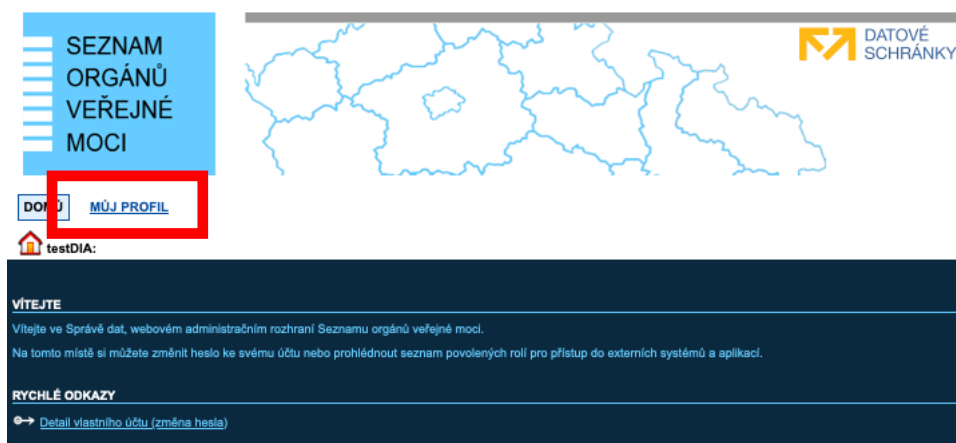 SEZNAM
ORGÁNŮ
VEŘEJNÉ
MOCI
DATOVÉ
SCHRÁNKY
DOMŮ MŮJ PROFIL
testDIA:
VÍTEJTE
Vítejte ve Správě dat, webovém administračním rozhraní Seznamu orgánů veřejné moci.
Na tomto místě si můžete změnit heslo ke svému účtu nebo prohlédnout seznam povolených rolí pro přístup do externích systémů a aplikací.
RYCHLÉ ODKAZY
Detail vlastního účtu (změna hesla)